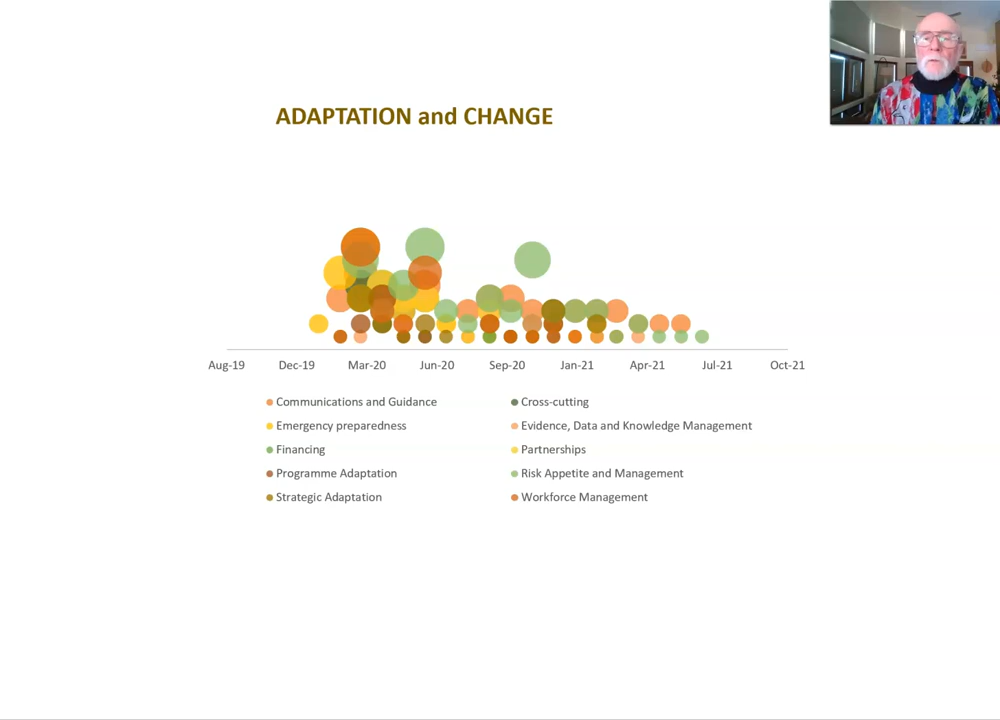 ADAPTATION and CHANGE
Aug-19 Dec-19 Mar-20 Jun-20 Sep-20 Jan-21 Apr-21 Jul-21 Oct-21
Communications and Guidance Cross-cutting
Emergency preparedness Evidence, Data and Knowledge Management
Financing Partnerships
Programme Adaptation Risk Appetite and Management
Strategic Adaptation Workforce Management